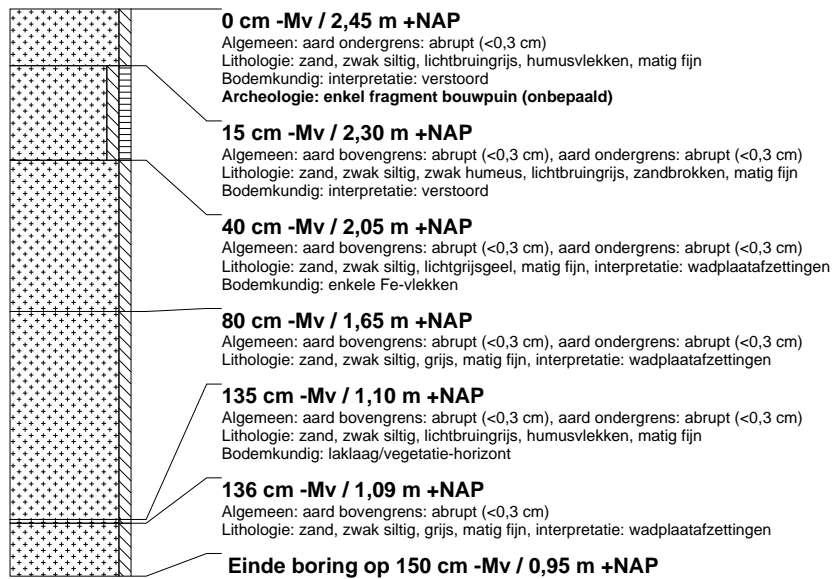 0 cm -Mv / 2,45 m +NAP
Algemeen: aard ondergrens: abrupt (<0,3 cm)
Lithologie: zand, zwak siltig, lichtbruingrijs, humusvlekken, matig fijn
Bodemkundig: interpretatie: verstoord
Archeologie: enkel fragment bouwpuin (onbepaald)
15 cm -Mv / 2,30 m +NAP
Algemeen: aard bovengrens: abrupt (<0,3 cm), aard ondergrens: abrupt (<0,3 cm)
Lithologie: zand, zwak siltig, zwak humeus, lichtbruingrijs, zandbrokken, matig fijn
Bodemkundig: interpretatie: verstoord
40 cm -Mv / 2,05 m +NAP
Algemeen: aard bovengrens: abrupt (<0,3 cm), aard ondergrens: abrupt (<0,3 cm)
Lithologie: zand, zwak siltig, lichtgrijsgeel, matig fijn, interpretatie: wadplaatafzettingen
Bodemkundig: enkele Fe-vlekken
80 cm -Mv / 1,65 m +NAP
Algemeen: aard bovengrens: abrupt (<0,3 cm), aard ondergrens: abrupt (<0,3 cm)
Lithologie: zand, zwak siltig, grijs, matig fijn, interpretatie: wadplaatafzettingen
135 cm -Mv / 1,10 m +NAP
Algemeen: aard bovengrens: abrupt (<0,3 cm), aard ondergrens: abrupt (<0,3 cm)
Lithologie: zand, zwak siltig, lichtbruingrijs, humusvlekken, matig fijn
Bodemkundig: laklaag/vegetatie-horizont
136 cm -Mv / 1,09 m +NAP
Algemeen: aard bovengrens: abrupt (<0,3 cm)
Lithologie: zand, zwak siltig, grijs, matig fijn, interpretatie: wadplaatafzettingen
Einde boring op 150 cm -Mv / 0,95 m +NAP